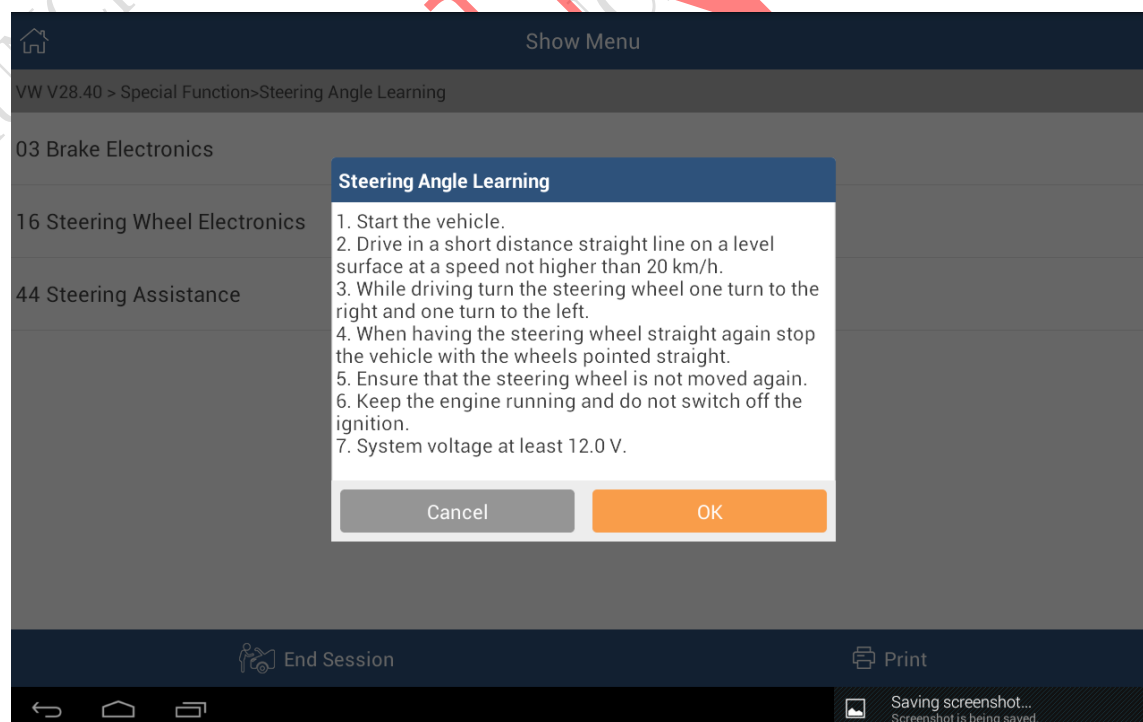 Show Menu
VW V28.40 > Special Function>Steering Angle Learning
03 Brake Electronics
16 Steering Wheel Electronics
44 Steering Assistance
Steering Angle Learning
1. Start the vehicle.
2. Drive in a short distance straight line on a level
surface at a speed not higher than 20 km/h.
3. While driving turn the steering wheel one turn to the
right and one turn to the left.
4. When having the steering wheel straight again stop
the vehicle with the wheels pointed straight.
5. Ensure that the steering wheel is not moved again.
6. Keep the engine running and do not switch off the
ignition.
7. System voltage at least 12.0 V.
Cancel
OK
End Session
Print
Saving screenshot...
Screenshot is being saved.